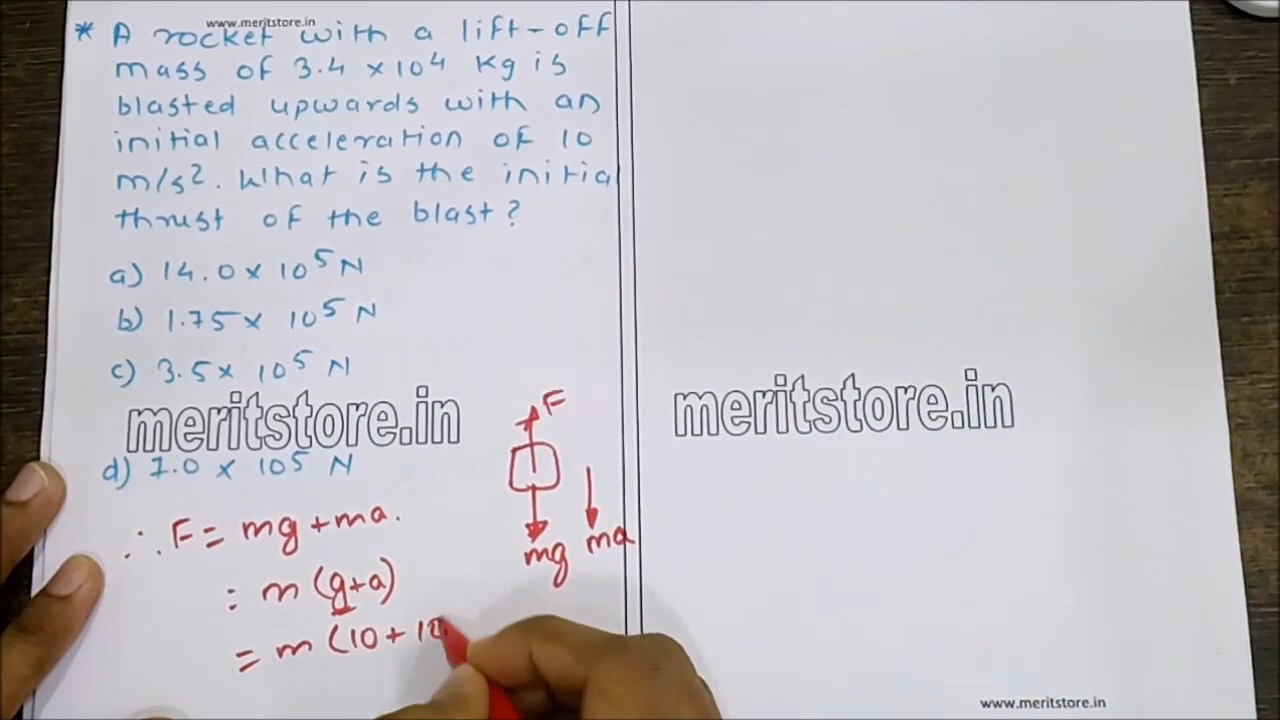 www.meritstore.in
* A rocket with a lift-off
mass of 3.4 ×10⁴ Kg is
blasted upwards with an
initial acceleration of 10
m/s². What is the initial
thrust of the blast?
a) 14.0 × 10⁵ N
b) 1.75 × 10⁵ N
c) 3.5 × 10⁵ N
meritstore.in
d) 7.0 × 10⁵ N
F
mg
ma
∴ F = mg + ma.
= m (g+a)
= m (10 + 10
meritstore.in
www.meritstore.in